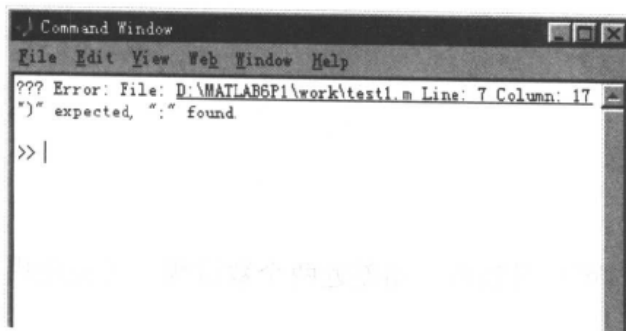 Command Window
File Edit View Web Window Help
??? Error: File: D:\MATLAB6P1\work\test1.m Line: 7 Column: 17
")" expected, ";" found.
>>